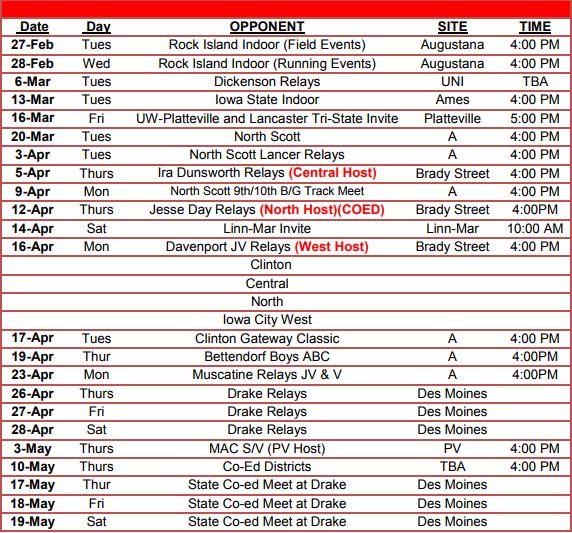 Date Day OPPONENT SITE TIME
27-Feb Tues Rock Island Indoor (Field Events) Augustana 4:00 PM
28-Feb Wed Rock Island Indoor (Running Events) Augustana 4:00 PM
6-Mar Tues Dickenson Relays UNI TBA
13-Mar Tues Iowa State Indoor Ames 4:00 PM
16-Mar Fri UW-Platteville and Lancaster Tri-State Invite Platteville 5:00 PM
20-Mar Tues North Scott A 4:00 PM
3-Apr Tues North Scott Lancer Relays A 4:00 PM
5-Apr Thurs Ira Dunsworth Relays (Central Host) Brady Street 4:00 PM
9-Apr Mon North Scott 9th/10th B/G Track Meet A 4:00 PM
12-Apr Thurs Jesse Day Relays (North Host)(COED) Brady Street 4:00PM
14-Apr Sat Linn-Mar Invite Linn-Mar 10:00 AM
16-Apr Mon Davenport JV Relays (West Host) Brady Street 4:00 PM
Clinton
Central
North
Iowa City West
17-Apr Tues Clinton Gateway Classic A 4:00 PM
19-Apr Thur Bettendorf Boys ABC A 4:00PM
23-Apr Mon Muscatine Relays JV & V A 4:00PM
26-Apr Thurs Drake Relays Des Moines
27-Apr Fri Drake Relays Des Moines
28-Apr Sat Drake Relays Des Moines
3-May Thurs MAC S/V (PV Host) PV 4:00 PM
10-May Thurs Co-Ed Districts TBA 4:00 PM
17-May Thur State Co-ed Meet at Drake Des Moines
18-May Fri State Co-ed Meet at Drake Des Moines
19-May Sat State Co-ed Meet at Drake Des Moines